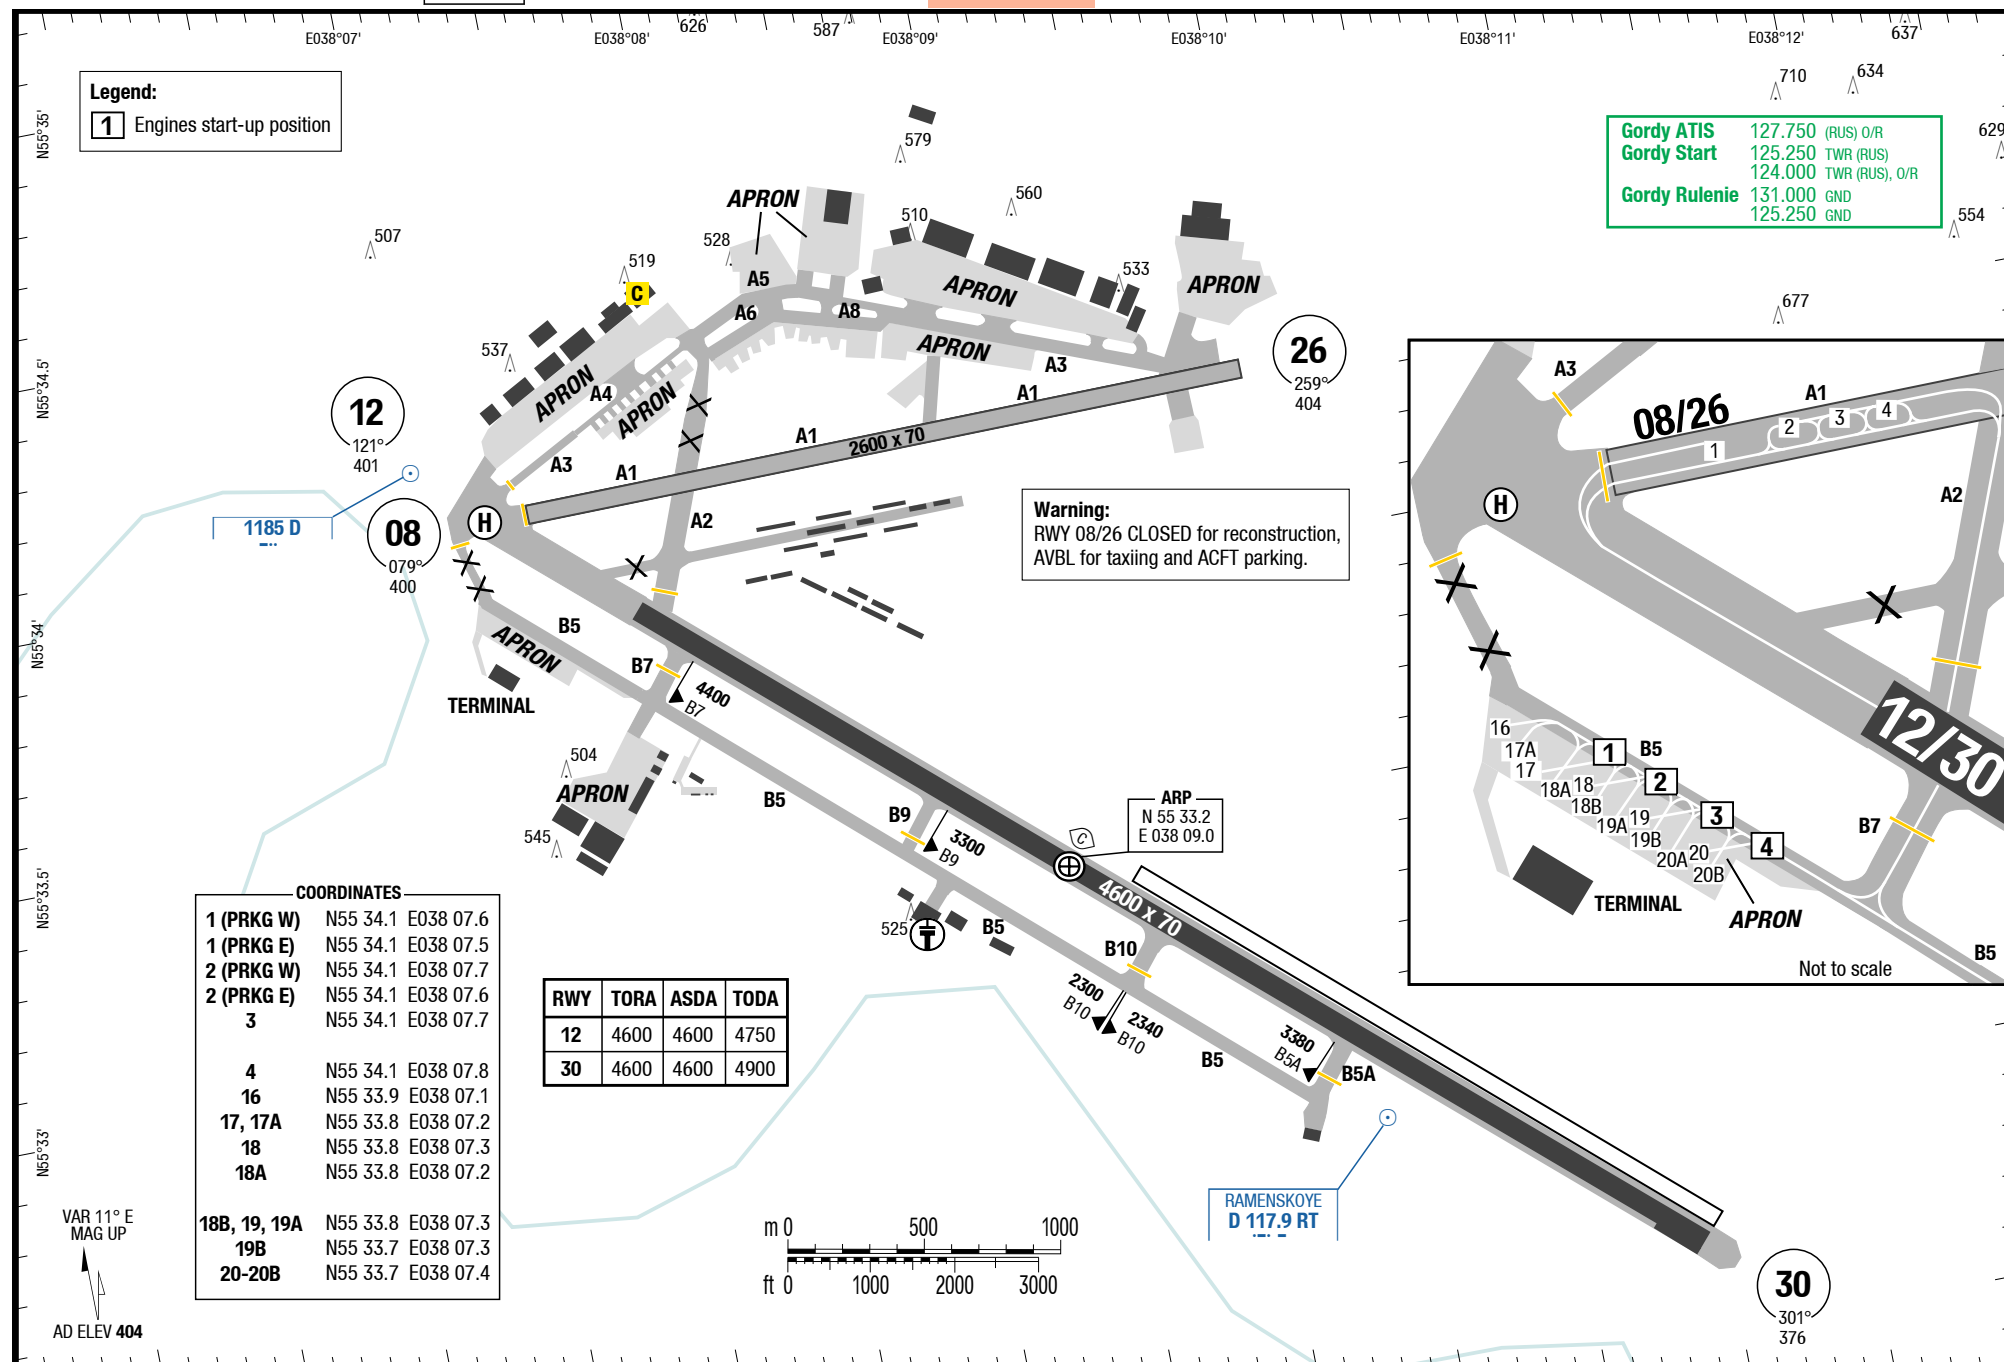 626
587
637
E038°07'
E038°08'
E038°09'
E038°10'
E038°11'
E038°12'
N55°35'
N55°34.5'
N55°34'
N55°33.5'
N55°33'
Legend:
1 Engines start-up position
710
634
629
554
677
Gordy ATIS 127.750 (RUS) O/R
Gordy Start 125.250 TWR (RUS)
124.000 TWR (RUS), O/R
Gordy Rulenie 131.000 GND
125.250 GND
579
560
510
533
528
507
519
537
APRON
APRON
APRON
APRON
APRON
APRON
C
A5
A6
A8
A3
A4
A3
A1
A1
A1
A2
2600 x 70
26
259°
404
12
121°
401
08
079°
400
1185 D
H
Warning:
RWY 08/26 CLOSED for reconstruction,
AVBL for taxiing and ACFT parking.
B5
APRON
TERMINAL
B7
4400
B7
504
APRON
545
B5
B9
3300
B9
525
B5
C
ARP
N 55 33.2
E 038 09.0
4600 x 70
B10
2300
B10
2340
B10
B5
3380
B5A
B5A
RAMENSKOYE
D 117.9 RT
30
301°
376
COORDINATES
1 (PRKG W) N55 34.1 E038 07.6
1 (PRKG E) N55 34.1 E038 07.5
2 (PRKG W) N55 34.1 E038 07.7
2 (PRKG E) N55 34.1 E038 07.6
3 N55 34.1 E038 07.7
4 N55 34.1 E038 07.8
16 N55 33.9 E038 07.1
17, 17A N55 33.8 E038 07.2
18 N55 33.8 E038 07.3
18A N55 33.8 E038 07.2
18B, 19, 19A N55 33.8 E038 07.3
19B N55 33.7 E038 07.3
20-20B N55 33.7 E038 07.4
RWY TORA ASDA TODA
12 4600 4600 4750
30 4600 4600 4900
m 0 500 1000
ft 0 1000 2000 3000
VAR 11° E
MAG UP
AD ELEV 404
A3
08/26
A1
1
2
3
4
A2
H
12/30
16
17A
17
18A
18
18B
19A
19
19B
20A
20
20B
1
2
3
4
B5
B7
TERMINAL
APRON
B5
Not to scale